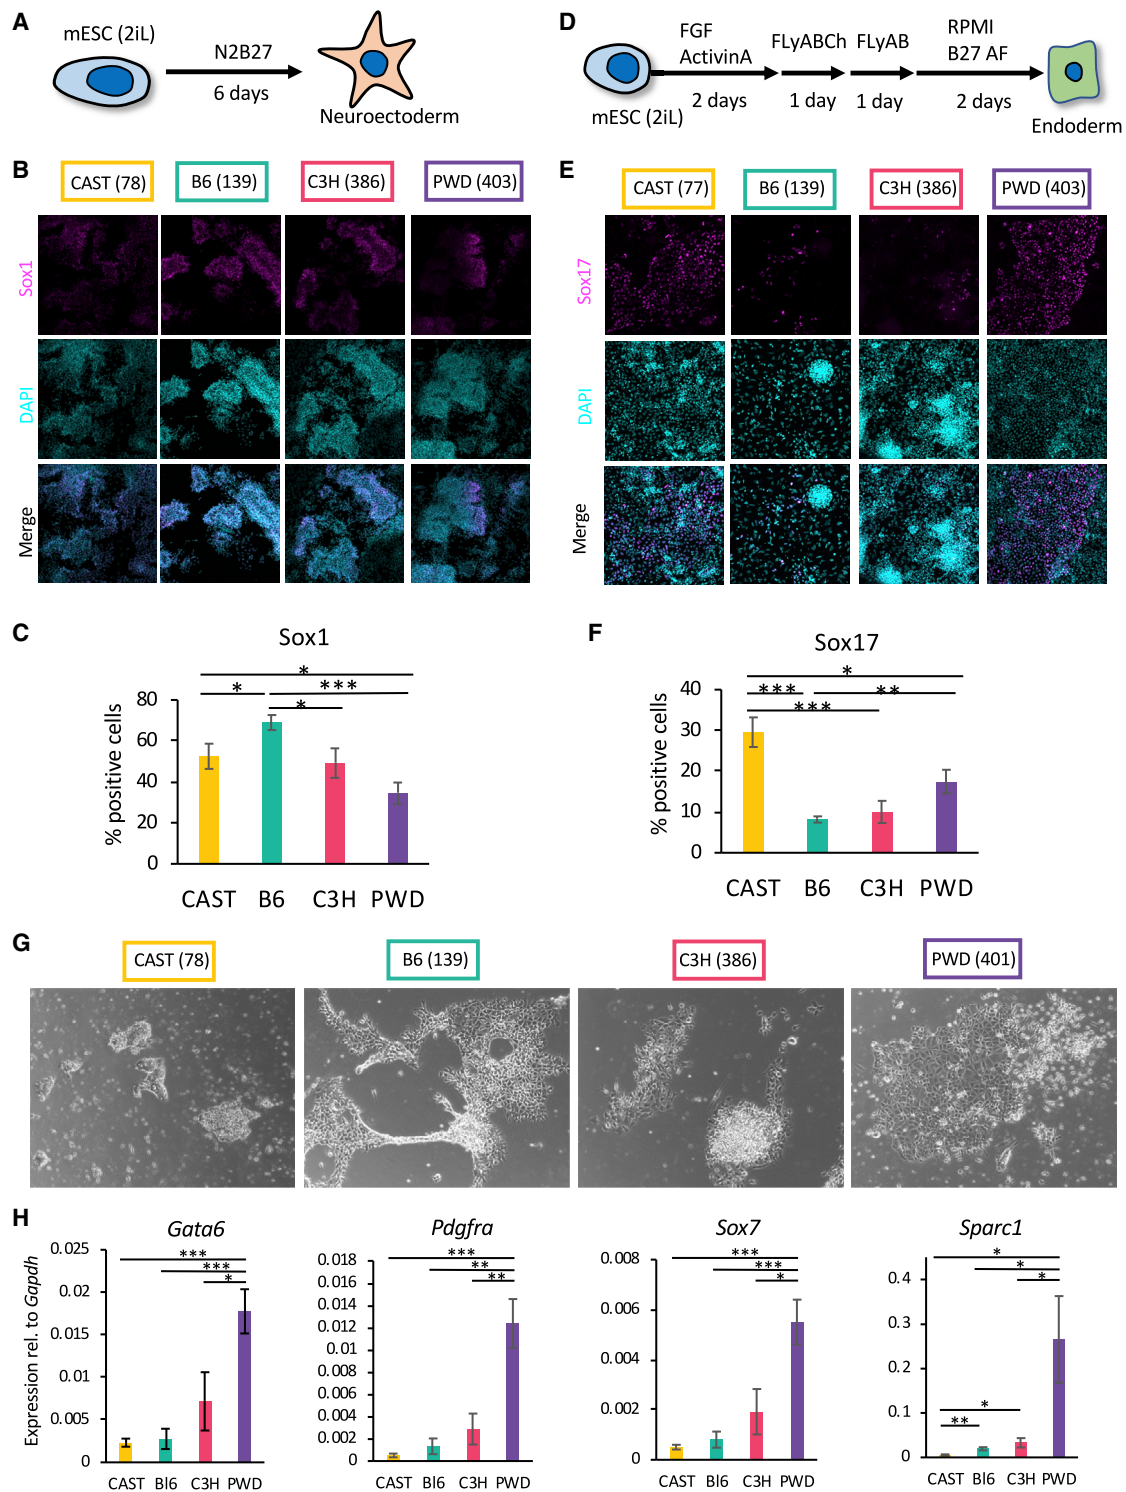 A
mESC (2iL)
N2B27
6 days
Neuroectoderm
D
FGF
ActivinA
FLyABCh
FLyAB
RPMI
B27 AF
2 days
1 day
1 day
2 days
mESC (2iL)
Endoderm
B
CAST (78)
B6 (139)
C3H (386)
PWD (403)
Sox1
DAPI
Merge
E
CAST (77)
B6 (139)
C3H (386)
PWD (403)
Sox17
DAPI
Merge
C
Sox1
*
* ***
*
% positive cells
80
60
40
20
0
CAST B6 C3H PWD
F
Sox17
*
*** **
***
% positive cells
40
30
20
10
0
CAST B6 C3H PWD
G
CAST (78)
B6 (139)
C3H (386)
PWD (401)
H
Gata6
***
***
*
Expression rel. to Gapdh
0.025
0.02
0.015
0.01
0.005
0
CAST Bl6 C3H PWD
Pdgfra
***
**
**
0.018
0.016
0.014
0.012
0.01
0.008
0.006
0.004
0.002
0
CAST Bl6 C3H PWD
Sox7
***
***
*
0.008
0.006
0.004
0.002
0
CAST Bl6 C3H PWD
Sparc1
*
*
*
*
**
0.4
0.3
0.2
0.1
0
CAST Bl6 C3H PWD